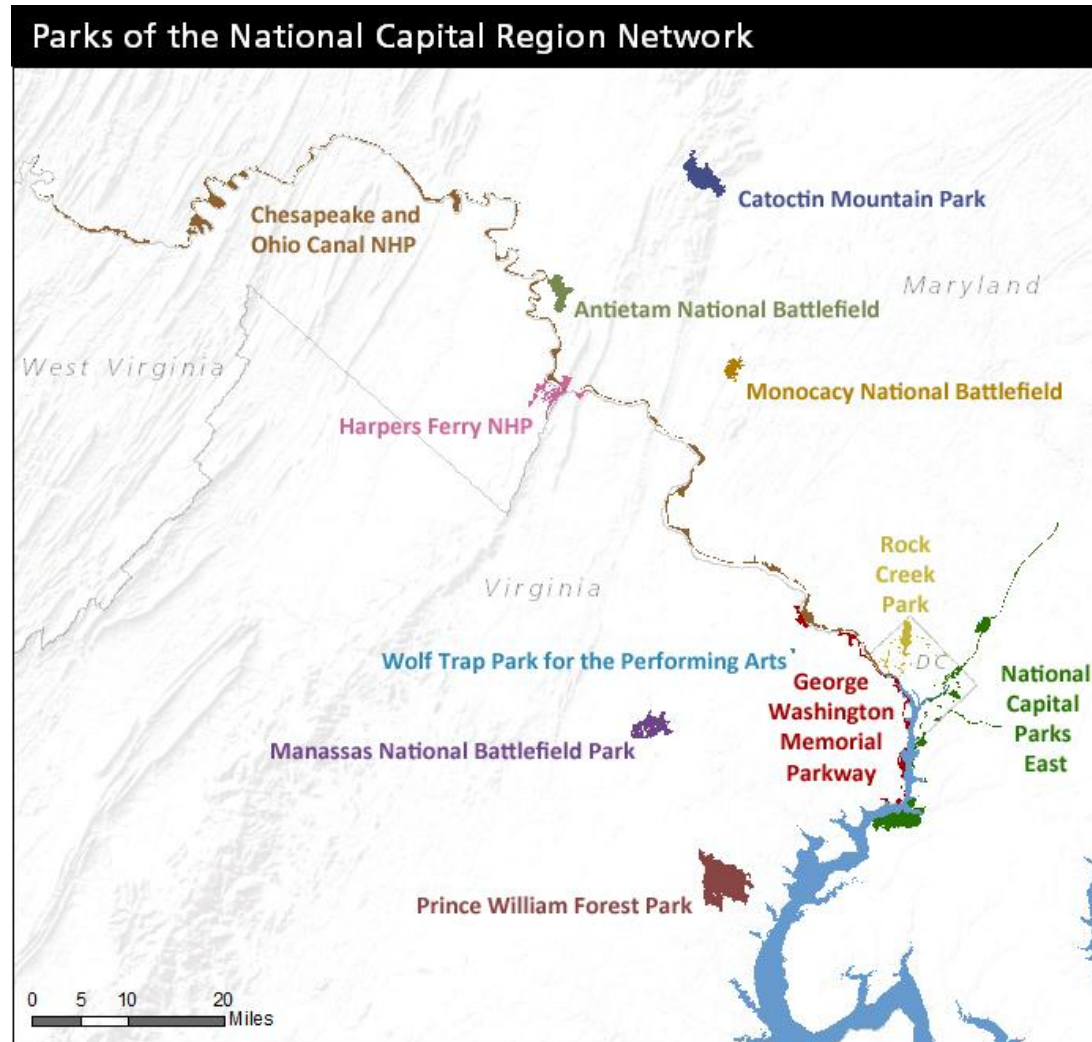 Parks of the National Capital Region Network
Chesapeake and
Ohio Canal NHP
Catoctin Mountain Park
Maryland
Antietam National Battlefield
West Virginia
Monocacy National Battlefield
Harpers Ferry NHP
Rock
Creek
Park
Virginia
DC
Wolf Trap Park for the Performing Arts
George
Washington
Memorial
Parkway
National
Capital
Parks
East
Manassas National Battlefield Park
Prince William Forest Park
0 5 10 20
Miles